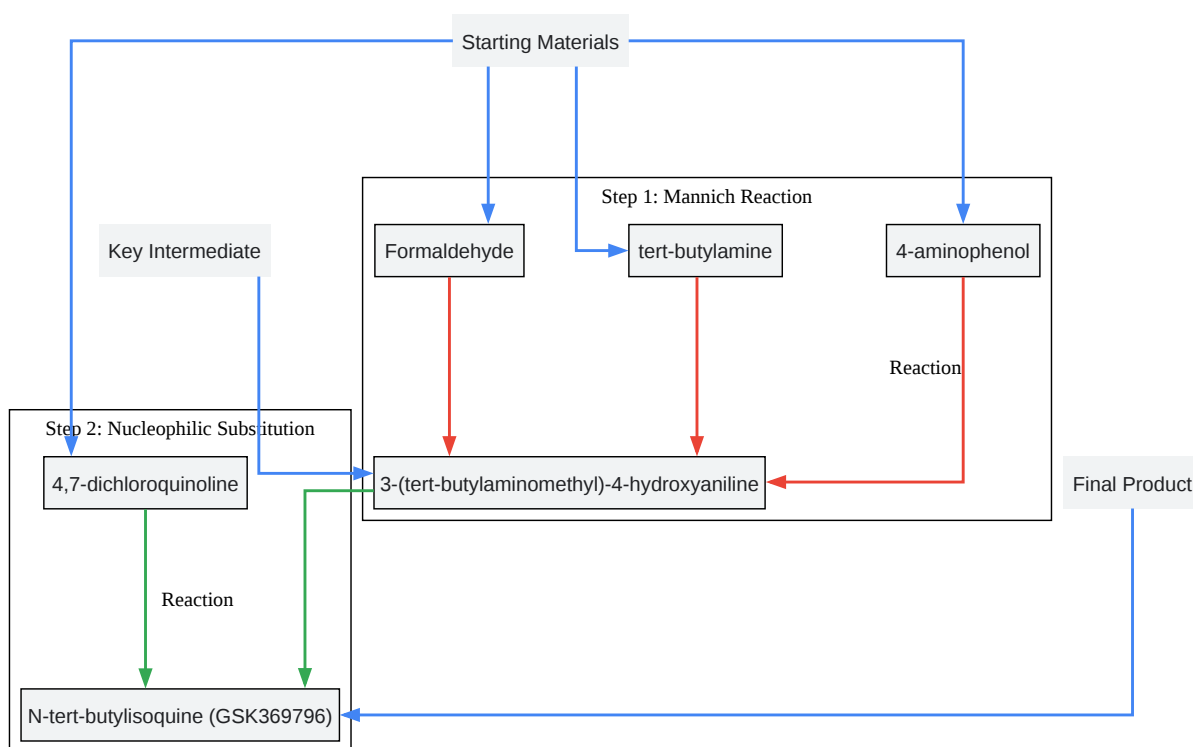 Starting Materials
Step 1: Mannich Reaction
Key Intermediate
Formaldehyde
tert-butylamine
4-aminophenol
Reaction
Step 2: Nucleophilic Substitution
4,7-dichloroquinoline
3-(tert-butylaminomethyl)-4-hydroxyaniline
Final Product
Reaction
N-tert-butylisoquine (GSK369796)